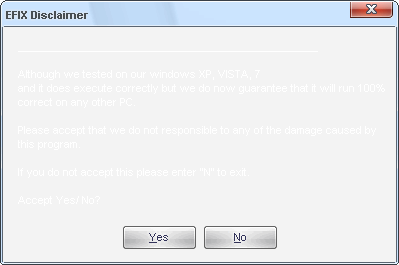 EFIX Disclaimer
Although we tested on our windows XP, VISTA, 7
and it does execute correctly but we do now guarantee that it will run 100%
correct on any other PC.
Please accept that we do not responsible to any of the damage caused by
this program.
If you do not accept this please enter "N" to exit
Accept Yes/ No?
Yes
No